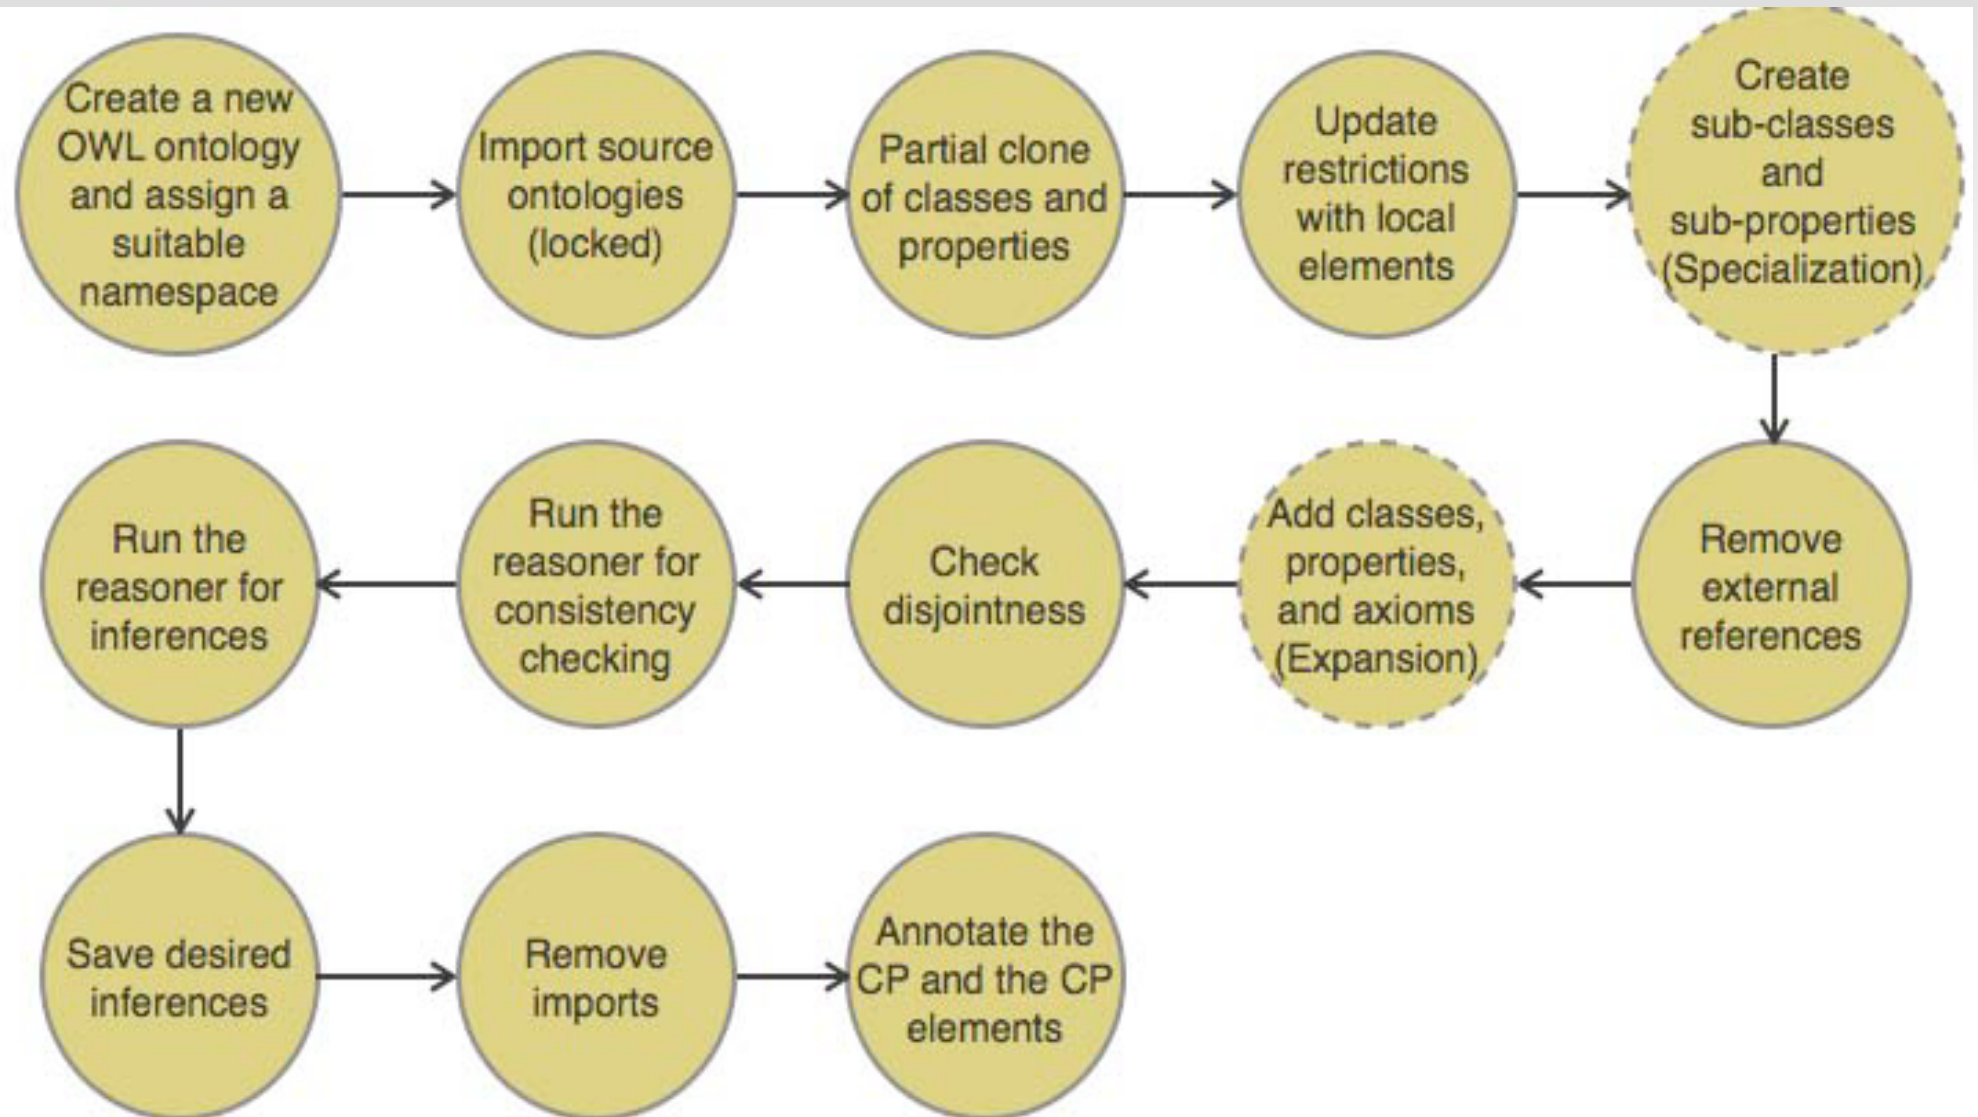 Create a new
OWL ontology
and assign a
suitable
namespace
Import source
ontologies
(locked)
Partial clone
of classes and
properties
Update
restrictions
with local
elements
Create
sub-classes
and
sub-properties
(Specialization)
Run the
reasoner for
inferences
Run the
reasoner for
consistency
checking
Check
disjointness
Add classes,
properties,
and axioms
(Expansion)
Remove
external
references
Save desired
inferences
Remove
imports
Annotate the
CP and the CP
elements